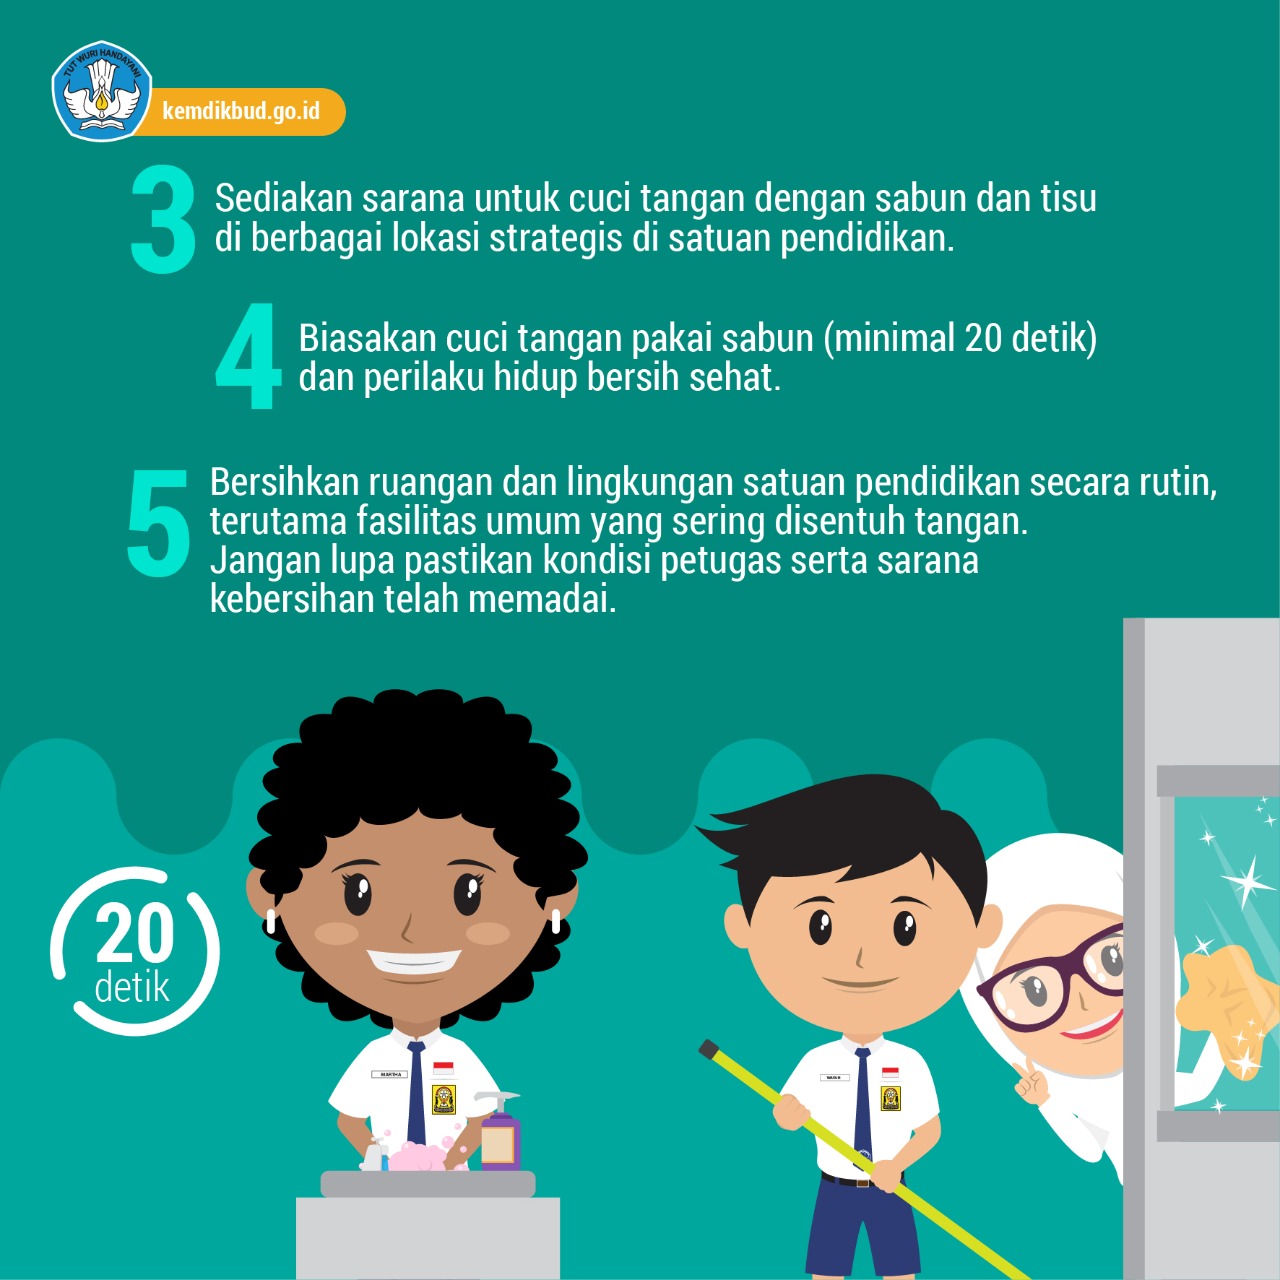 TUT WURI HANDAYANI
kemdikbud.go.id
3
Sediakan sarana untuk cuci tangan dengan sabun dan tisu
di berbagai lokasi strategis di satuan pendidikan.
4
Biasakan cuci tangan pakai sabun (minimal 20 detik)
dan perilaku hidup bersih sehat.
5
Bersihkan ruangan dan lingkungan satuan pendidikan secara rutin,
terutama fasilitas umum yang sering disentuh tangan.
Jangan lupa pastikan kondisi petugas serta sarana
kebersihan telah memadai.
20
detik
MARTHA